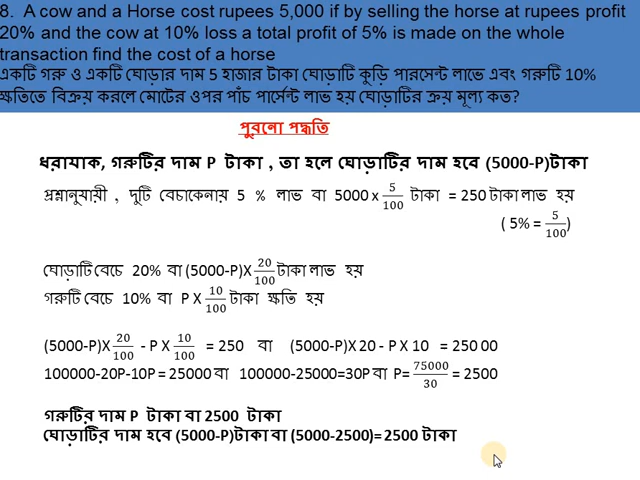 8. A cow and a Horse cost rupees 5,000 if by selling the horse at rupees profit
20% and the cow at 10% loss a total profit of 5% is made on the whole
transaction find the cost of a horse
একটি গরু ও একটি ঘোড়ার দাম 5 হাজার টাকা ঘোড়াটি কুড়ি পারসেন্ট লাভে এবং গরুটি 10%
ক্ষতিতে বিক্রয় করলে মোটের ওপর পাঁচ পার্সেন্ট লাভ হয় ঘোড়াটির ক্রয় মূল্য কত?
পুরনো পদ্ধতি
ধরাযাক, গরুটির দাম P টাকা , তা হলে ঘোড়াটির দাম হবে (5000-P)টাকা
প্রশ্নানুযায়ী , দুটি বেচাকেনায় 5 % লাভ বা 5000 x 5/100 টাকা = 250 টাকা লাভ হয়
( 5% = 5/100)
ঘোড়াটি বেচে 20% বা (5000-P)X 20/100 টাকা লাভ হয়
গরুটি বেচে 10% বা P X 10/100 টাকা ক্ষতি হয়
(5000-P)X 20/100 - P X 10/100 = 250 বা (5000-P)X 20 - P X 10 = 250 00
100000-20P-10P = 25000 বা 100000-25000=30P বা P= 75000/30 = 2500
গরুটির দাম P টাকা বা 2500 টাকা
ঘোড়াটির দাম হবে (5000-P)টাকা বা (5000-2500)= 2500 টাকা